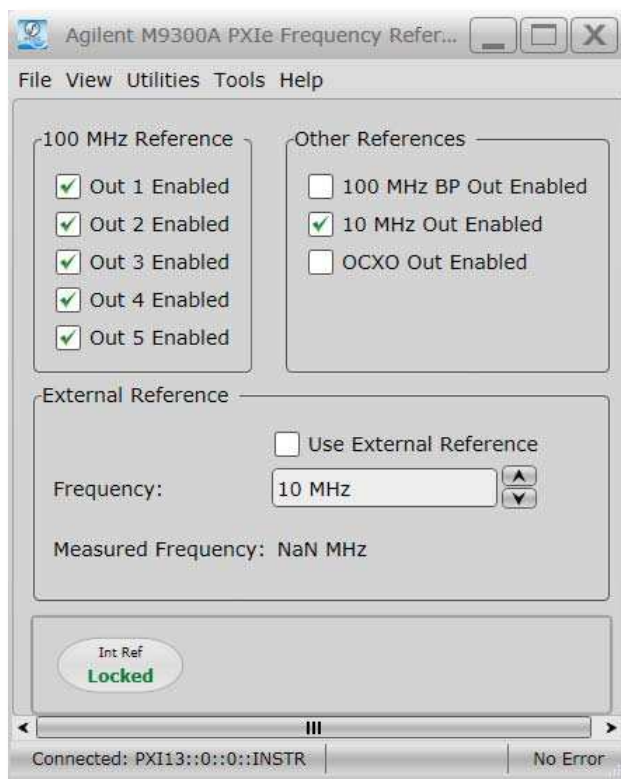 Agilent M9300A PXIe Frequency Refer...
File View Utilities Tools Help
100 MHz Reference
Out 1 Enabled
Out 2 Enabled
Out 3 Enabled
Out 4 Enabled
Out 5 Enabled
Other References
100 MHz BP Out Enabled
10 MHz Out Enabled
OCXO Out Enabled
External Reference
Use External Reference
Frequency: 10 MHz
Measured Frequency: NaN MHz
Int Ref
Locked
Connected: PXI13::0::0::INSTR
No Error